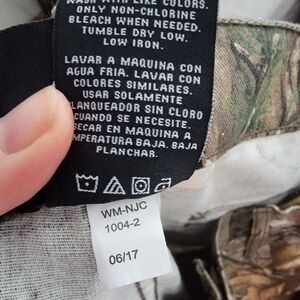 WASH WITH LIKE COLORS.
ONLY NON-CHLORINE
BLEACH WHEN NEEDED.
TUMBLE DRY LOW.
LOW IRON.
LAVAR A MAQUINA CON
AGUA FRIA. LAVAR CON
COLORES SIMILARES.
USAR SOLAMENTE
BLANQUEADOR SIN CLORO
CUANDO SE NECESITE.
SECAR EN MAQUINA A
TEMPERATURA BAJA. BAJA
PLANCHAR.
WM-NJC
1004-2
06/17